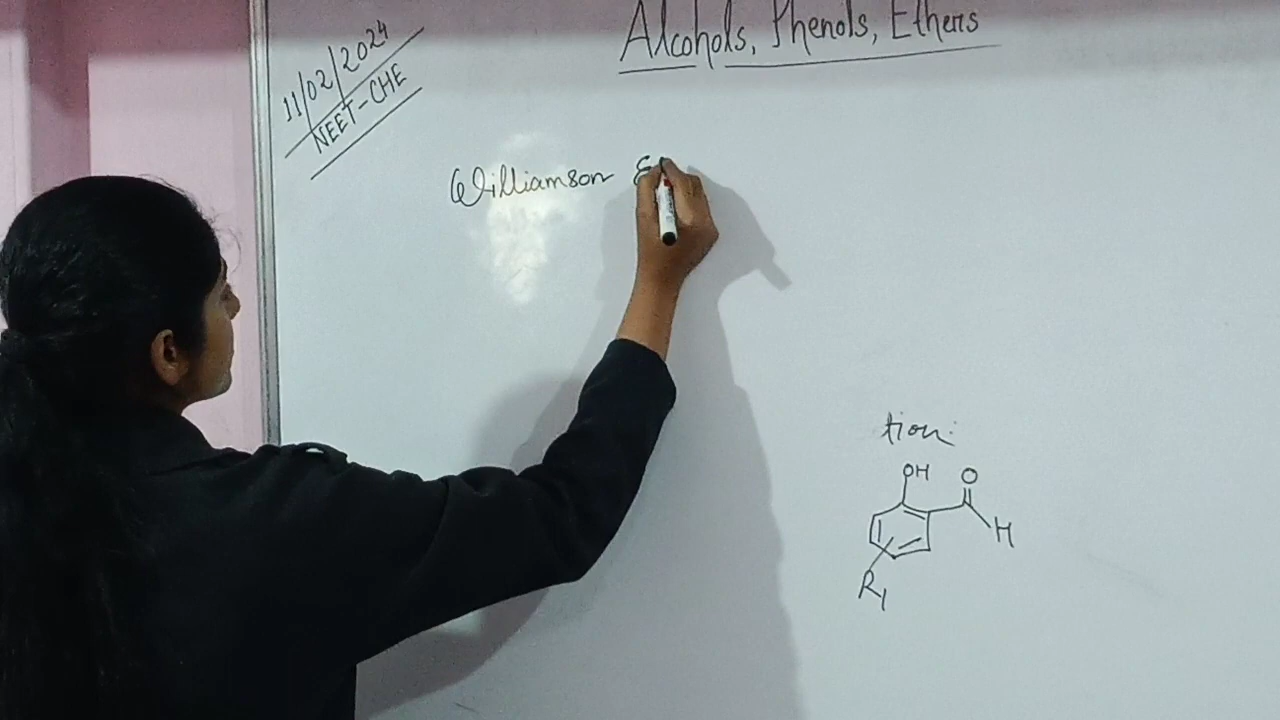 Alcohols, Phenols, Ethers
11/02/2024
NEET-CHE
Williamson
tion:
OH
O
H
R1